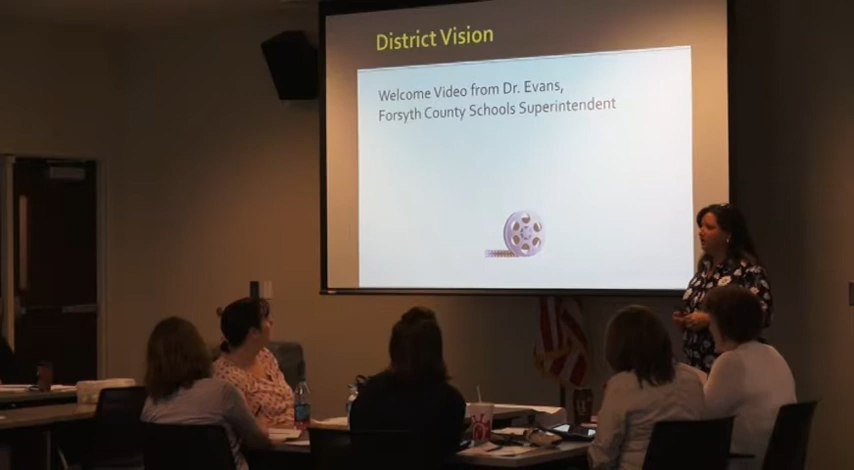 District Vision
Welcome Video from Dr. Evans,
Forsyth County Schools Superintendent